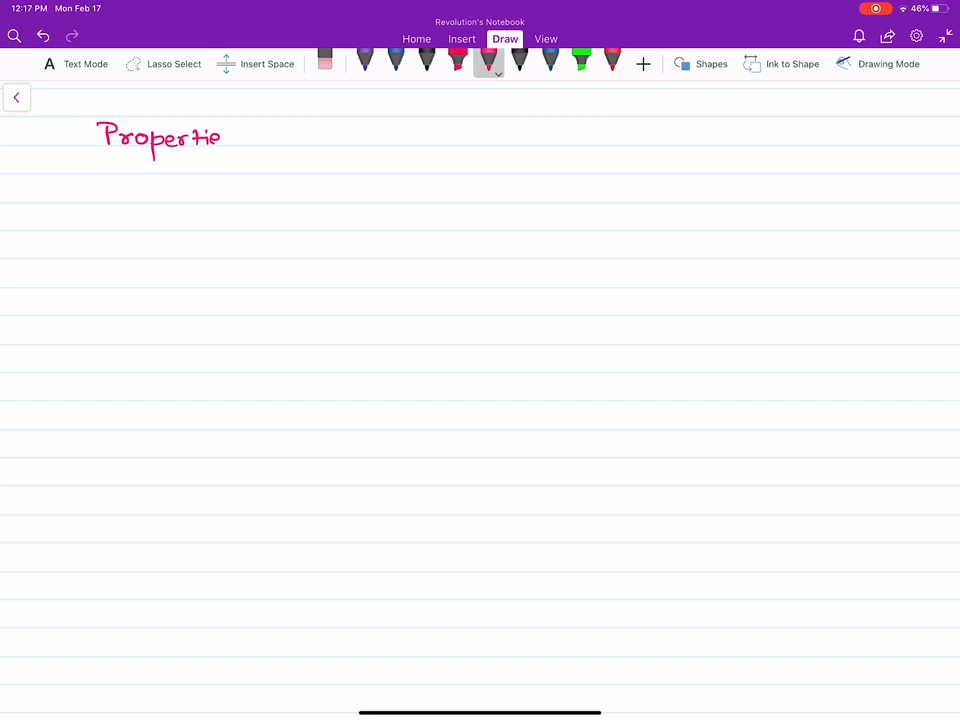 12:17 PM Mon Feb 17
46%
Revolution's Notebook
Home Insert Draw View
A Text Mode Lasso Select Insert Space Shapes Ink to Shape Drawing Mode
Propertie